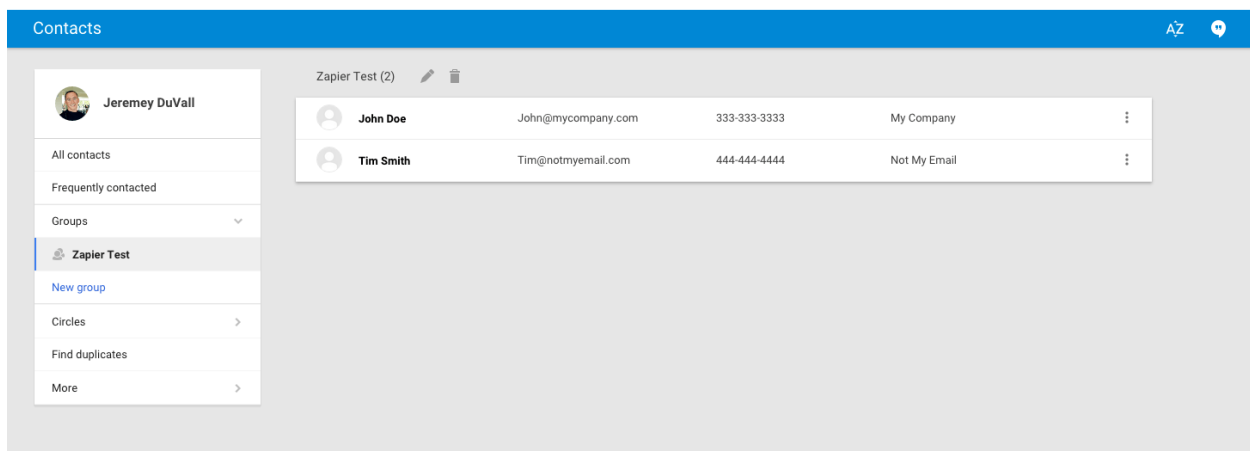 Contacts
AZ
Jeremey DuVall
All contacts
Frequently contacted
Groups
Zapier Test
New group
Circles
Find duplicates
More
Zapier Test (2)
John Doe John@mycompany.com 333-333-3333 My Company
Tim Smith Tim@notmyemail.com 444-444-4444 Not My Email